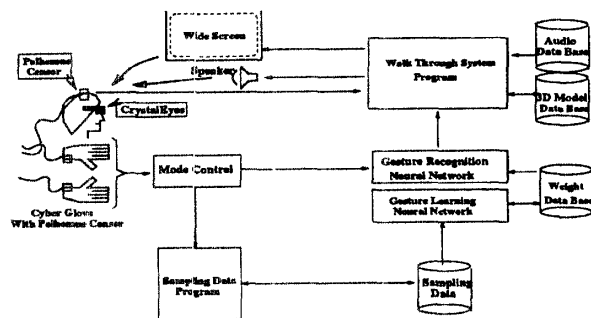 Wide Screen
Polhemus
Censer
Speaker
CrystalEyes
Walk Through System
Program
Audio
Data Base
3D Model
Data Base
Mode Control
Gesture Recognition
Neural Network
Gesture Learning
Neural Network
Weight
Data Base
Cyber Glove
With Polhemus Censer
Sampling Data
Program
Sampling
Data